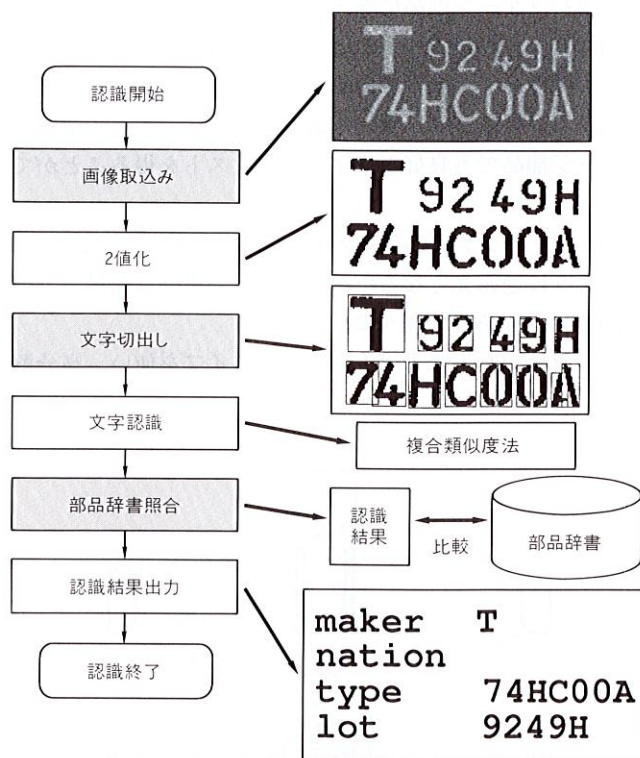 認識開始
画像取込み
2値化
文字切出し
文字認識
部品辞書照合
認識結果出力
認識終了
T 9249H
74HC00A
T 9249H
74HC00A
T 9249H
74HC00A
複合類似度法
認識
結果
比較
部品辞書
maker T
nation
type 74HC00A
lot 9249H